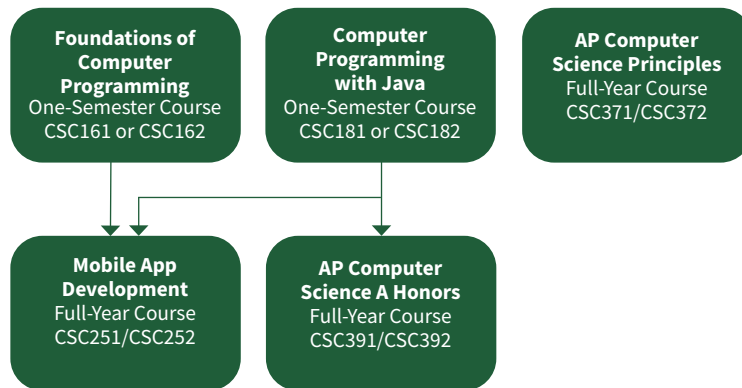 Foundations of
Computer
Programming
One-Semester Course
CSC161 or CSC162
Computer
Programming
with Java
One-Semester Course
CSC181 or CSC182
AP Computer
Science Principles
Full-Year Course
CSC371/CSC372
Mobile App
Development
Full-Year Course
CSC251/CSC252
AP Computer
Science A Honors
Full-Year Course
CSC391/CSC392